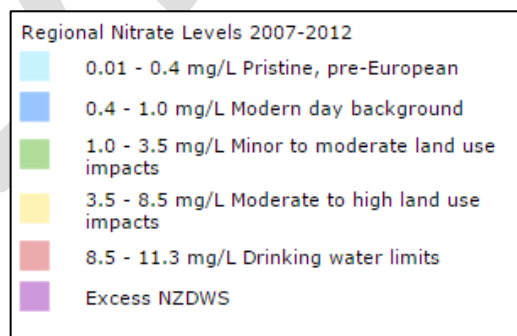 Regional Nitrate Levels 2007-2012
0.01 - 0.4 mg/L Pristine, pre-European
0.4 - 1.0 mg/L Modern day background
1.0 - 3.5 mg/L Minor to moderate land use
impacts
3.5 - 8.5 mg/L Moderate to high land use
impacts
8.5 - 11.3 mg/L Drinking water limits
Excess NZDWS